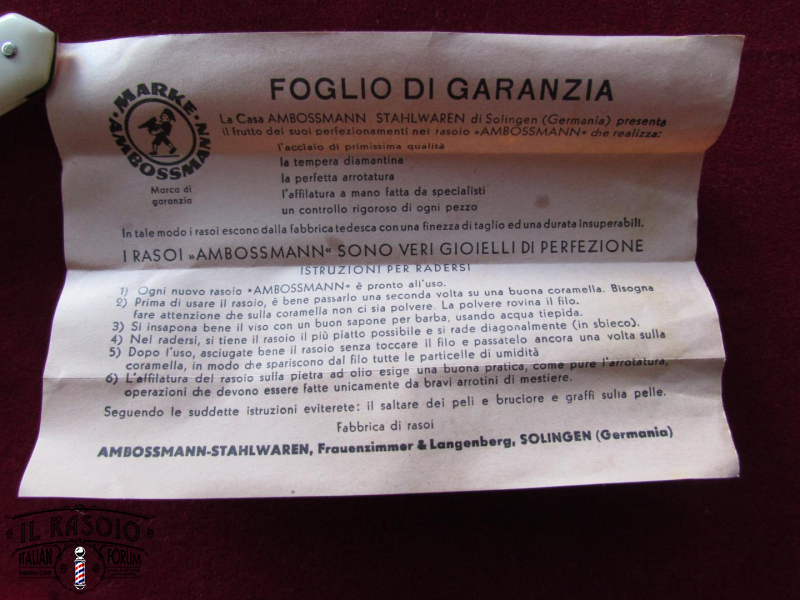 FOGLIO DI GARANZIA
MARKE AMBOSSMANN
Marca di
garanzia
La Casa AMBOSSMANN STAHLWAREN di Solingen (Germania) presenta
il frutto dei suoi perfezionamenti nei rasoio »AMBOSSMANN« che realizza:
l'acciaio di primissima qualità
la tempera diamantina
la perfetta arrotatura
l'affilatura a mano fatta da specialisti
un controllo rigoroso di ogni pezzo
In tale modo i rasoi escono dalla fabbrica tedesca con una finezza di taglio ed una durata insuperabili.
I RASOI »AMBOSSMANN« SONO VERI GIOIELLI DI PERFEZIONE
ISTRUZIONI PER RADERSI
1) Ogni nuovo rasoio »AMBOSSMANN« è pronto all'uso.
2) Prima di usare il rasoio, è bene passarlo una seconda volta su una buona coramella. Bisogna
fare attenzione che sulla coramella non ci sia polvere. La polvere rovina il filo.
3) Si insapona bene il viso con un buon sapone per barba, usando acqua tiepida.
4) Nel radersi, si tiene il rasoio il più piatto possibile e si rade diagonalmente (in sbieco).
5) Dopo l'uso, asciugate bene il rasoio senza toccare il filo e passatelo ancora una volta sulla
coramella, in modo che spariscono dal filo tutte le particelle di umidità
6) L'affilatura del rasoio sulla pietra ad olio esige una buona pratica, come pure l'arrotatura,
operazioni che devono essere fatte unicamente da bravi arrotini di mestiere.
Seguendo le suddette istruzioni eviterete: il saltare dei peli e bruciore e graffi sulla pelle.
Fabbrica di rasoi
AMBOSSMANN-STAHLWAREN, Frauenzimmer & Langenberg, SOLINGEN (Germania)
IL RASOIO
ITALIAN FORUM